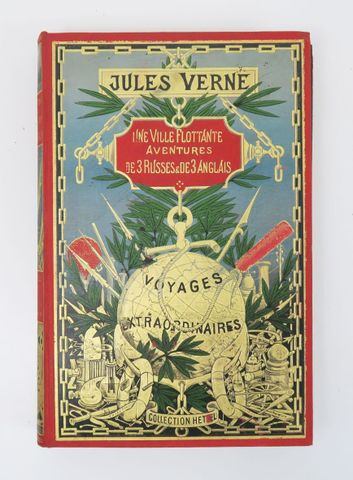 JULES VERNE
UNE VILLE FLOTTANTE
AVENTURES
DE 3 RUSSES & DE 3 ANGLAIS
VOYAGES
EXTRAORDINAIRES
COLLECTION HETZEL